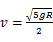 v = √5gR / 2